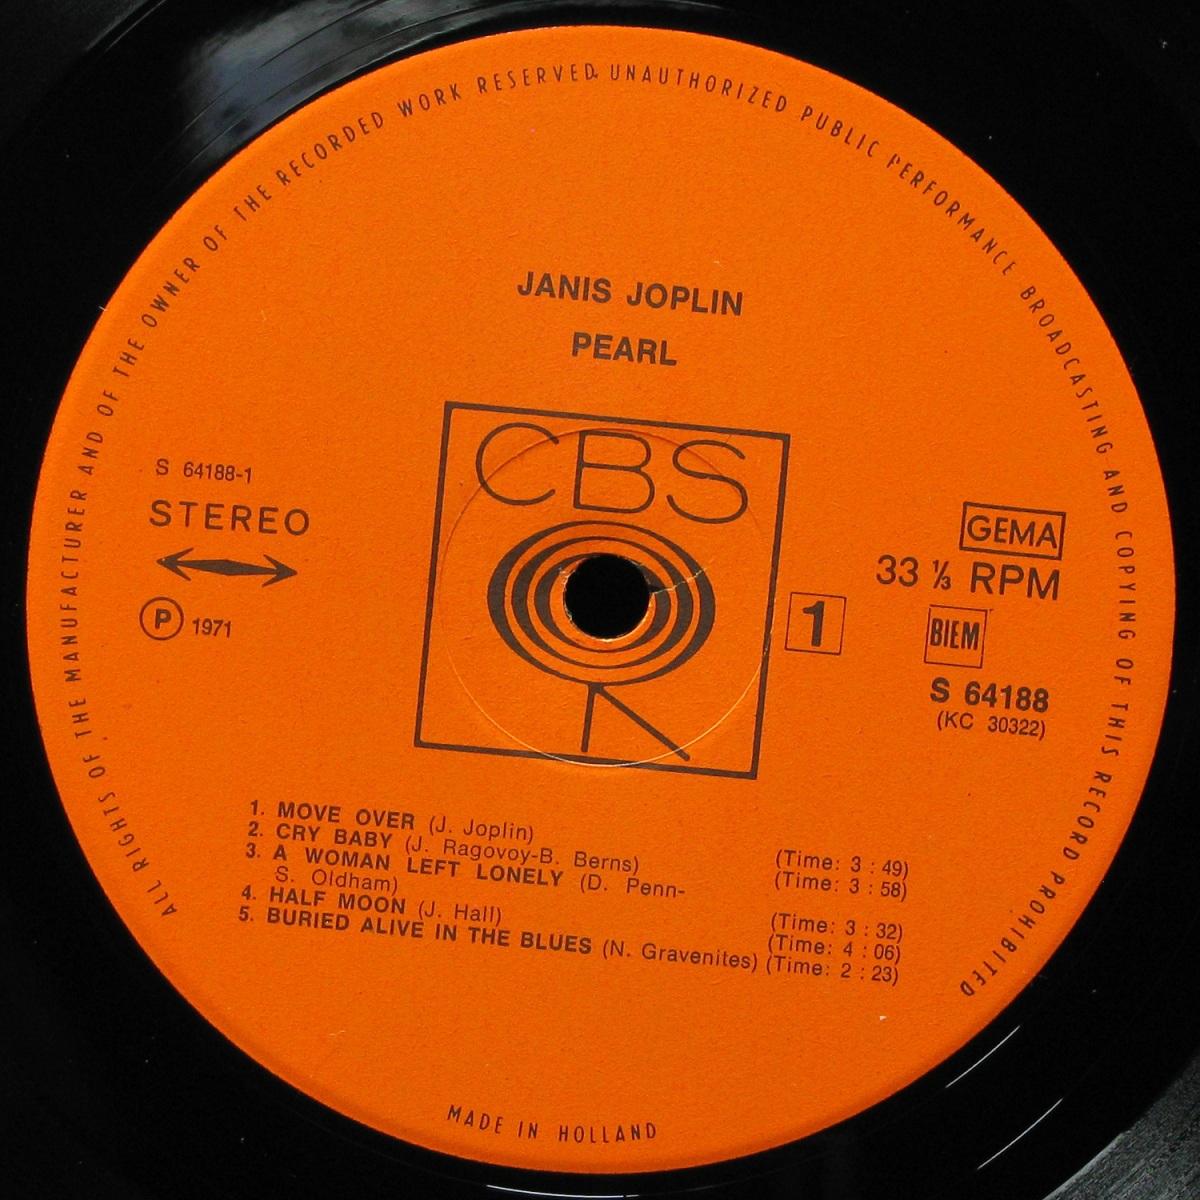 ALL RIGHTS OF THE MANUFACTURER AND OF THE OWNER OF THE RECORDED WORK RESERVED. UNAUTHORIZED PUBLIC PERFORMANCE BROADCASTING AND COPYING OF THIS RECORD PROHIBITED
JANIS JOPLIN
PEARL
CBS
S 64188-1
STEREO
℗ 1971
GEMA
33 ⅓ RPM
1
BIEM
S 64188
(KC 30322)
1. MOVE OVER (J. Joplin) (Time: 3 : 49)
2. CRY BABY (J. Ragovoy-B. Berns) (Time: 3 : 58)
3. A WOMAN LEFT LONELY (D. Penn-
S. Oldham) (Time: 3 : 32)
4. HALF MOON (J. Hall) (Time: 4 : 06)
5. BURIED ALIVE IN THE BLUES (N. Gravenites) (Time: 2 : 23)
MADE IN HOLLAND